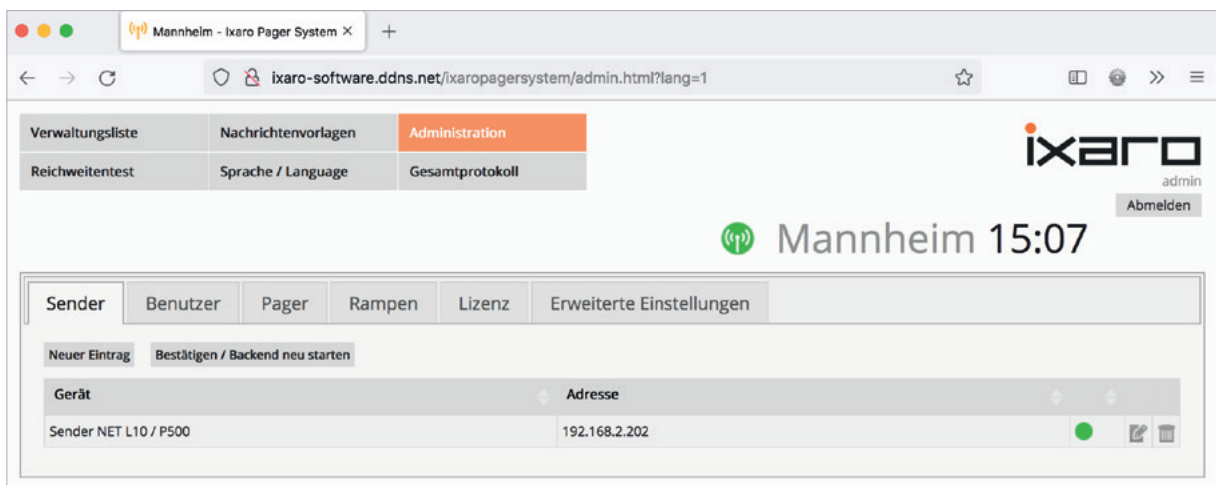 Mannheim - Ixaro Pager System
ixaro-software.ddns.net/ixaropagersystem/admin.html?lang=1
Verwaltungsliste Nachrichtenvorlagen Administration
Reichweitentest Sprache / Language Gesamtprotokoll
ixaro
admin
Abmelden
Mannheim 15:07
Sender Benutzer Pager Rampen Lizenz Erweiterte Einstellungen
Neuer Eintrag Bestätigen / Backend neu starten
Gerät Adresse
Sender NET L10 / P500 192.168.2.202